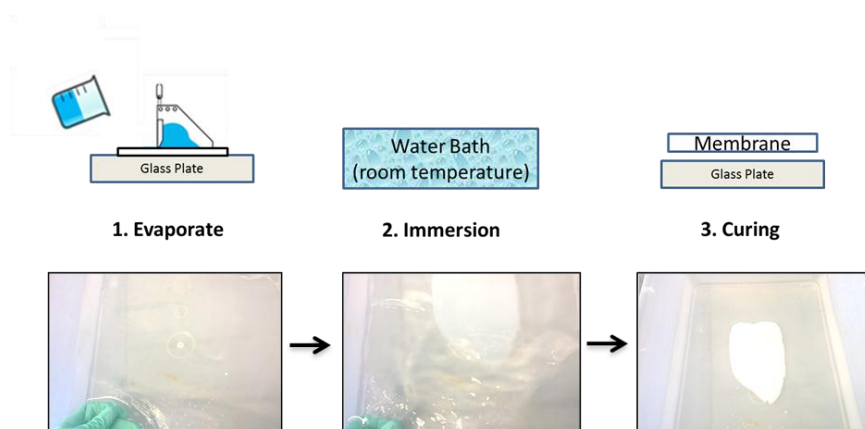 Water Bath
(room temperature)
Membrane
Glass Plate
Glass Plate
1. Evaporate
2. Immersion
3. Curing